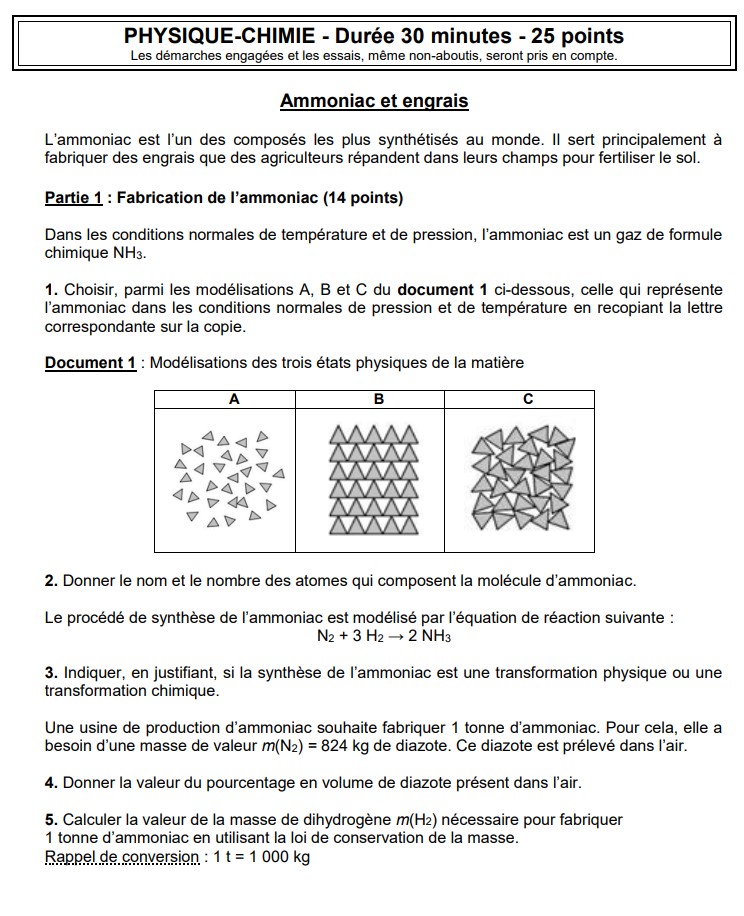 PHYSIQUE-CHIMIE - Durée 30 minutes - 25 points
Les démarches engagées et les essais, même non-aboutis, seront pris en compte.
Ammoniac et engrais
L’ammoniac est l’un des composés les plus synthétisés au monde. Il sert principalement à
fabriquer des engrais que des agriculteurs répandent dans leurs champs pour fertiliser le sol.
Partie 1 : Fabrication de l’ammoniac (14 points)
Dans les conditions normales de température et de pression, l’ammoniac est un gaz de formule
chimique NH3.
1. Choisir, parmi les modélisations A, B et C du document 1 ci-dessous, celle qui représente
l’ammoniac dans les conditions normales de pression et de température en recopiant la lettre
correspondante sur la copie.
Document 1 : Modélisations des trois états physiques de la matière
A B C
2. Donner le nom et le nombre des atomes qui composent la molécule d’ammoniac.
Le procédé de synthèse de l’ammoniac est modélisé par l’équation de réaction suivante :
N2 + 3 H2 → 2 NH3
3. Indiquer, en justifiant, si la synthèse de l’ammoniac est une transformation physique ou une
transformation chimique.
Une usine de production d’ammoniac souhaite fabriquer 1 tonne d’ammoniac. Pour cela, elle a
besoin d’une masse de valeur m(N2) = 824 kg de diazote. Ce diazote est prélevé dans l’air.
4. Donner la valeur du pourcentage en volume de diazote présent dans l’air.
5. Calculer la valeur de la masse de dihydrogène m(H2) nécessaire pour fabriquer
1 tonne d’ammoniac en utilisant la loi de conservation de la masse.
Rappel de conversion : 1 t = 1 000 kg